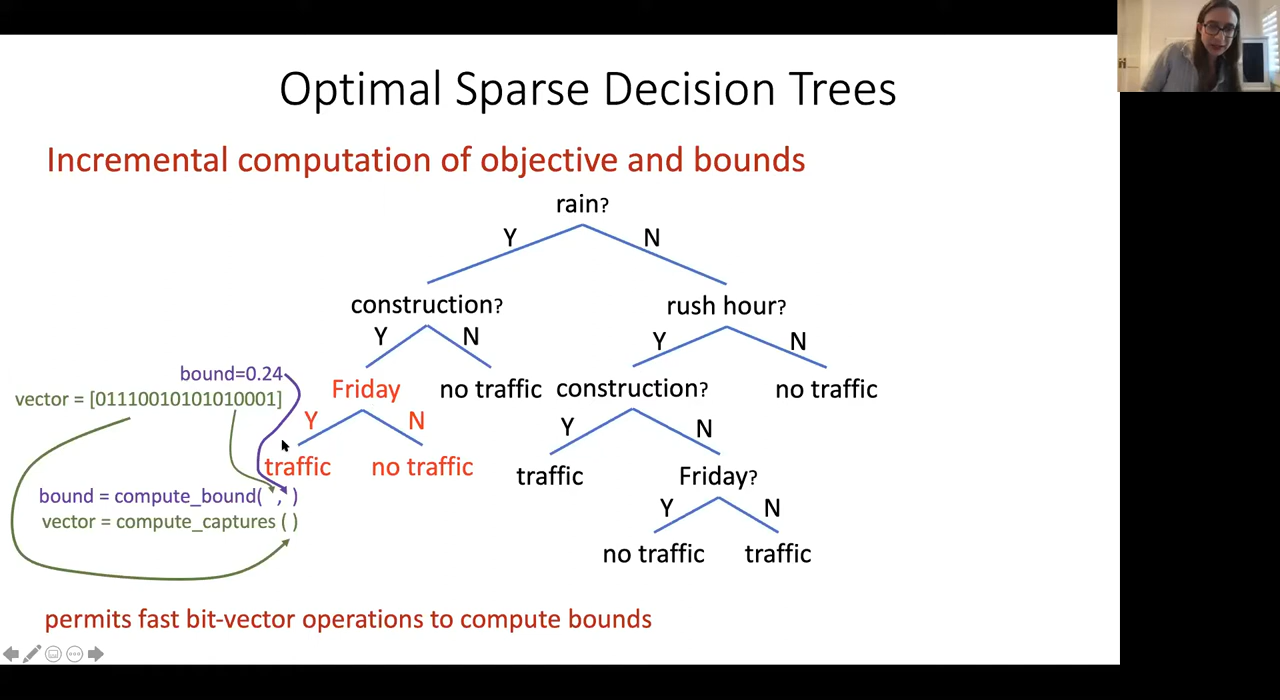 Optimal Sparse Decision Trees
Incremental computation of objective and bounds
rain?
Y N
construction? rush hour?
Y N Y N
bound=0.24
vector = [01110010101010001]
Friday no traffic construction? no traffic
Y N Y N
traffic no traffic traffic Friday?
bound = compute_bound( , )
vector = compute_captures ( )
Y N
no traffic traffic
permits fast bit-vector operations to compute bounds